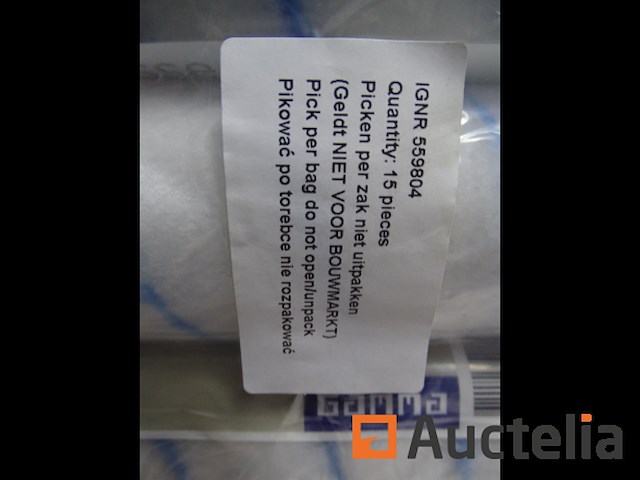 IGNR 559804
Quantity: 15 pieces
Picken per zak niet uitpakken
(Geldt NIET VOOR BOUWMARKT)
Pick per bag do not open/unpack
Pikować po torebce nie rozpakować
gamma
Auctelia